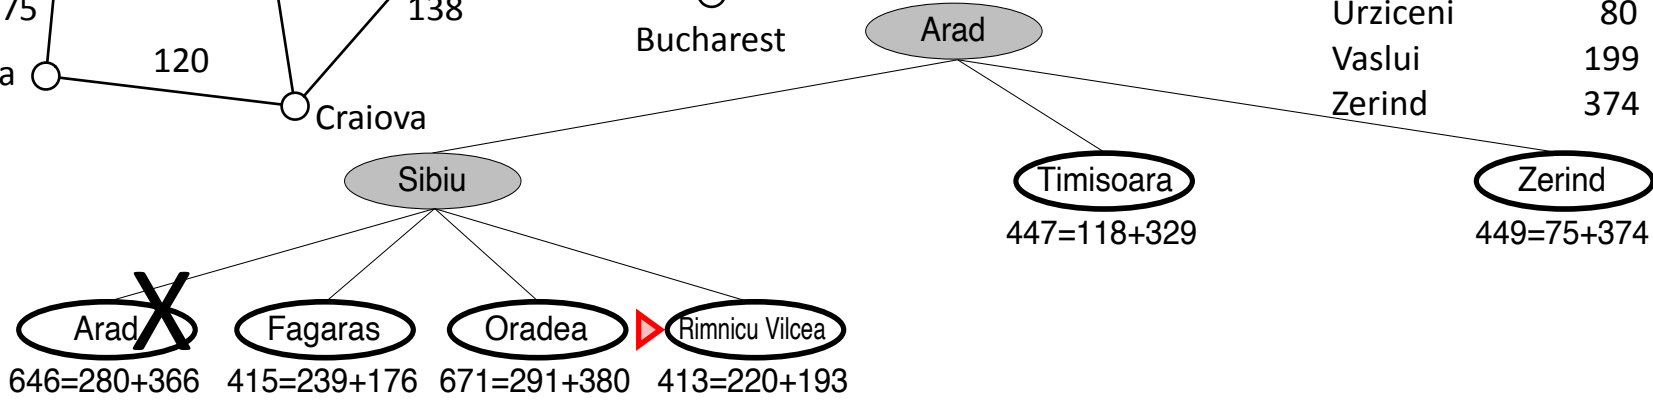 75
138
a
120
Craiova
Bucharest
Arad
Urziceni 80
Vaslui 199
Zerind 374
Sibiu
Timisoara
Zerind
447=118+329
449=75+374
Arad X
Fagaras
Oradea
Rimnicu Vilcea
646=280+366
415=239+176
671=291+380
413=220+193